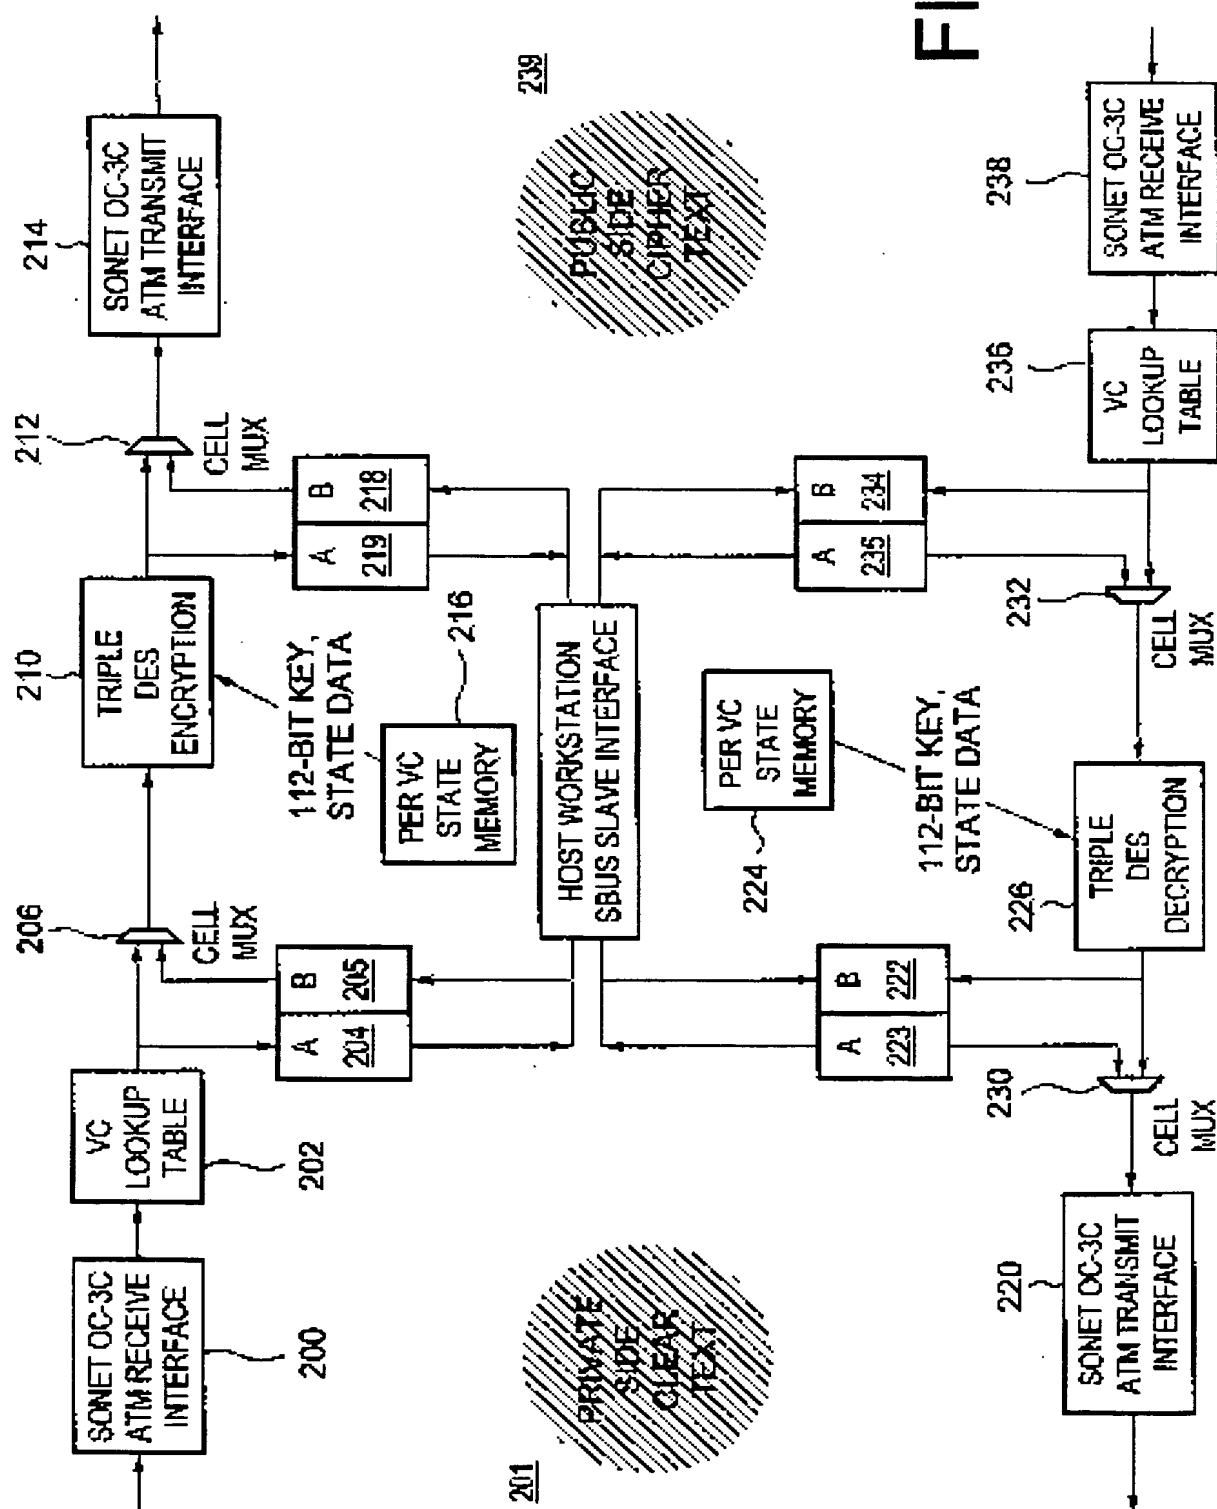 SONET OC-3C
ATM RECEIVE
INTERFACE
200
VC
LOOKUP
TABLE
202
206
CELL
MUX
A
204
B
205
TRIPLE
DES
ENCRYPTION
210
112-BIT KEY,
STATE DATA
PER VC
STATE
MEMORY
216
212
CELL
MUX
A
219
B
218
SONET OC-3C
ATM TRANSMIT
INTERFACE
214
201
PRIVATE
SIDE
CLEAR
TEXT
HOST WORKSTATION
SBUS SLAVE INTERFACE
PUBLIC
SIDE
CIPHER
TEXT
239
SONET OC-3C
ATM TRANSMIT
INTERFACE
220
230
CELL
MUX
A
223
B
222
TRIPLE
DES
DECRYPTION
226
112-BIT KEY,
STATE DATA
PER VC
STATE
MEMORY
224
232
CELL
MUX
A
235
B
234
VC
LOOKUP
TABLE
236
SONET OC-3C
ATM RECEIVE
INTERFACE
238